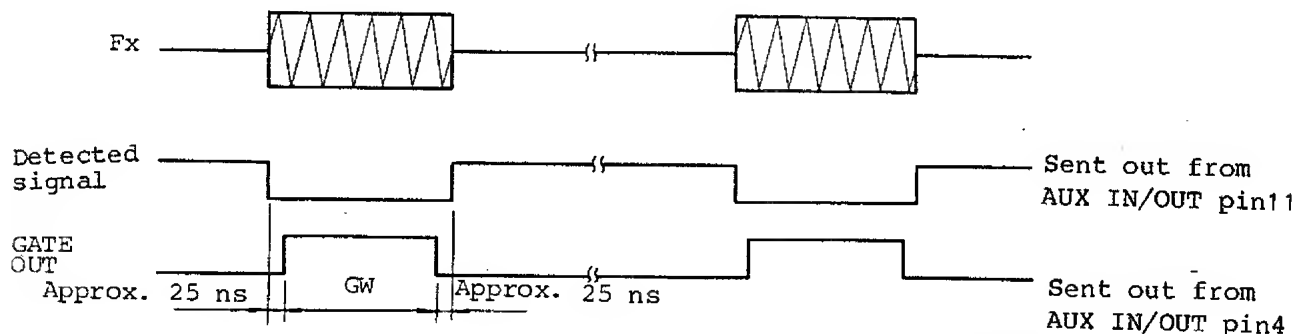 Fx
Detected
signal
Sent out from
AUX IN/OUT pin11
GATE
OUT
Approx. 25 ns
GW
Approx. 25 ns
Sent out from
AUX IN/OUT pin4